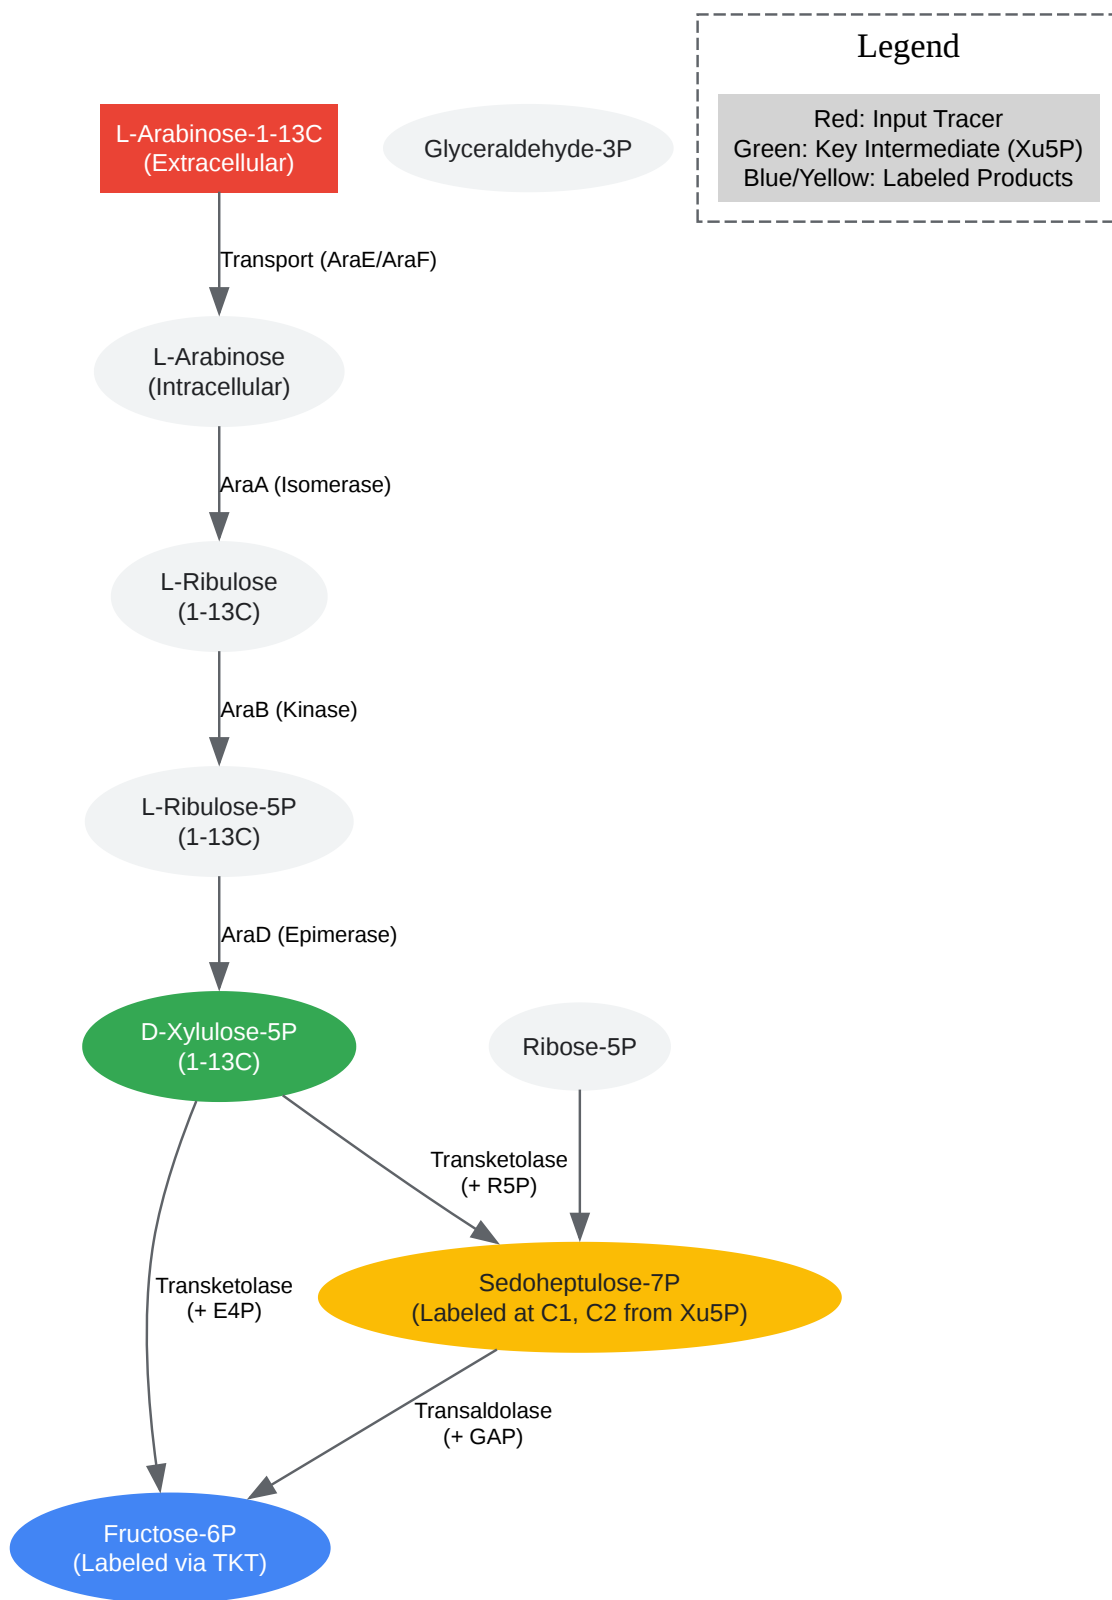 Legend
Red: Input Tracer
Green: Key Intermediate (Xu5P)
Blue/Yellow: Labeled Products
L-Arabinose-1-13C
(Extracellular)
Glyceraldehyde-3P
Transport (AraE/AraF)
L-Arabinose
(Intracellular)
AraA (Isomerase)
L-Ribulose
(1-13C)
AraB (Kinase)
L-Ribulose-5P
(1-13C)
AraD (Epimerase)
D-Xylulose-5P
(1-13C)
Ribose-5P
Transketolase
(+ R5P)
Transketolase
(+ E4P)
Sedoheptulose-7P
(Labeled at C1, C2 from Xu5P)
Transaldolase
(+ GAP)
Fructose-6P
(Labeled via TKT)